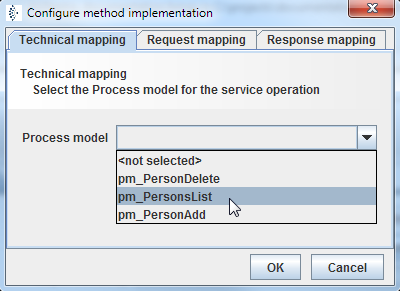 Configure method implementation
Technical mapping
Request mapping
Response mapping
Technical mapping
Select the Process model for the service operation
Process model
<not selected>
pm_PersonDelete
pm_PersonsList
pm_PersonAdd
OK
Cancel